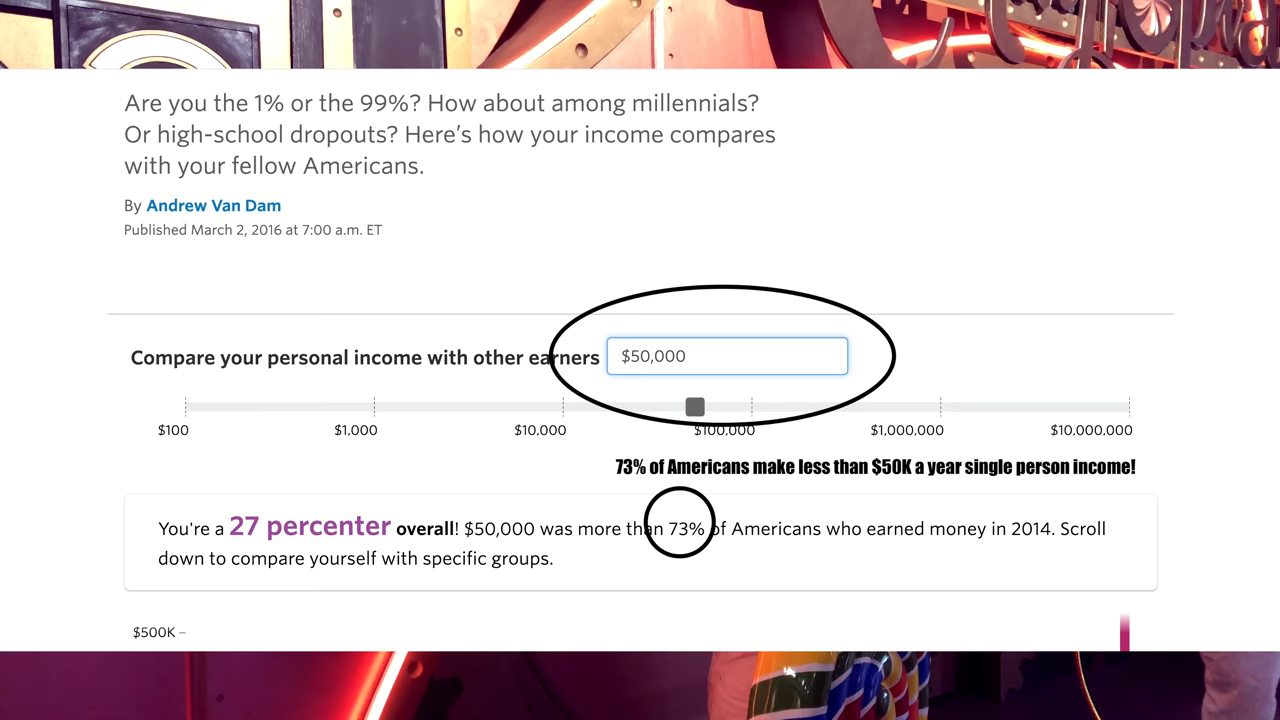 Are you the 1% or the 99%? How about among millennials?
Or high-school dropouts? Here’s how your income compares
with your fellow Americans.
By Andrew Van Dam
Published March 2, 2016 at 7:00 a.m. ET
Compare your personal income with other earners $50,000
$100 $1,000 $10,000 $100,000 $1,000,000 $10,000,000
73% of Americans make less than $50K a year single person income!
You're a 27 percenter overall! $50,000 was more than 73% of Americans who earned money in 2014. Scroll
down to compare yourself with specific groups.
$500K –